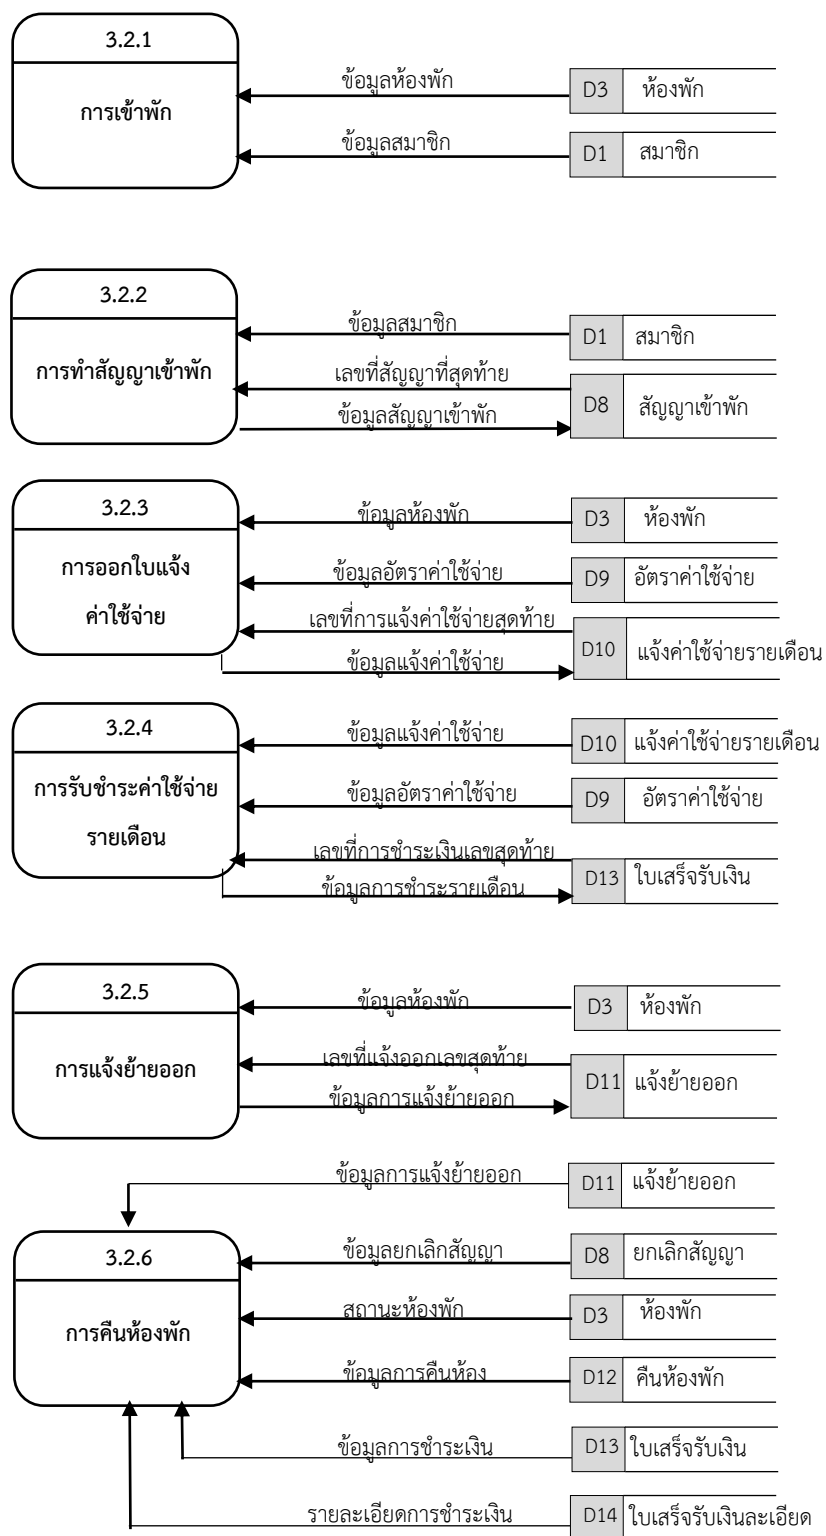 3.2.1
การเข้าพัก
ข้อมูลห้องพัก
D3 ห้องพัก
ข้อมูลสมาชิก
D1 สมาชิก
3.2.2
การทำสัญญาเข้าพัก
ข้อมูลสมาชิก
D1 สมาชิก
เลขที่สัญญาที่สุดท้าย
ข้อมูลสัญญาเข้าพัก
D8 สัญญาเข้าพัก
3.2.3
การออกใบแจ้ง
ค่าใช้จ่าย
ข้อมูลห้องพัก
D3 ห้องพัก
ข้อมูลอัตราค่าใช้จ่าย
D9 อัตราค่าใช้จ่าย
เลขที่การแจ้งค่าใช้จ่ายสุดท้าย
ข้อมูลแจ้งค่าใช้จ่าย
D10 แจ้งค่าใช้จ่ายรายเดือน
3.2.4
การรับชำระค่าใช้จ่าย
รายเดือน
ข้อมูลแจ้งค่าใช้จ่าย
D10 แจ้งค่าใช้จ่ายรายเดือน
ข้อมูลอัตราค่าใช้จ่าย
D9 อัตราค่าใช้จ่าย
เลขที่การชำระเงินเลขสุดท้าย
ข้อมูลการชำระรายเดือน
D13 ใบเสร็จรับเงิน
3.2.5
การแจ้งย้ายออก
ข้อมูลห้องพัก
D3 ห้องพัก
เลขที่แจ้งออกเลขสุดท้าย
ข้อมูลการแจ้งย้ายออก
D11 แจ้งย้ายออก
ข้อมูลการแจ้งย้ายออก
D11 แจ้งย้ายออก
3.2.6
การคืนห้องพัก
ข้อมูลยกเลิกสัญญา
D8 ยกเลิกสัญญา
สถานะห้องพัก
D3 ห้องพัก
ข้อมูลการคืนห้อง
D12 คืนห้องพัก
ข้อมูลการชำระเงิน
D13 ใบเสร็จรับเงิน
รายละเอียดการชำระเงิน
D14 ใบเสร็จรับเงินละเอียด